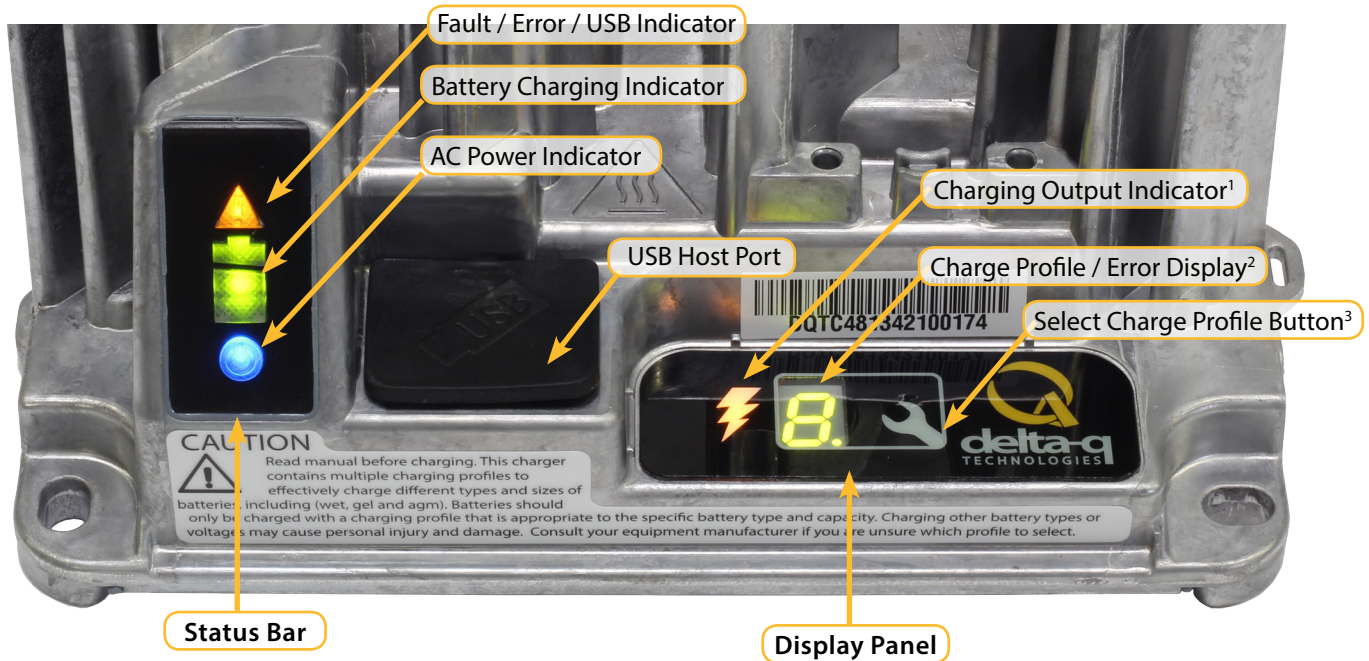 Fault / Error / USB Indicator
Battery Charging Indicator
AC Power Indicator
Charging Output Indicator¹
USB Host Port
Charge Profile / Error Display²
Select Charge Profile Button³
USB
DQTC481342100174
8.
delta-q
TECHNOLOGIES
CAUTION
Read manual before charging. This charger
contains multiple charging profiles to
effectively charge different types and sizes of
batteries, including (wet, gel and agm). Batteries should
only be charged with a charging profile that is appropriate to the specific battery type and capacity. Charging other battery types or
voltages may cause personal injury and damage. Consult your equipment manufacturer if you are unsure which profile to select.
Status Bar
Display Panel